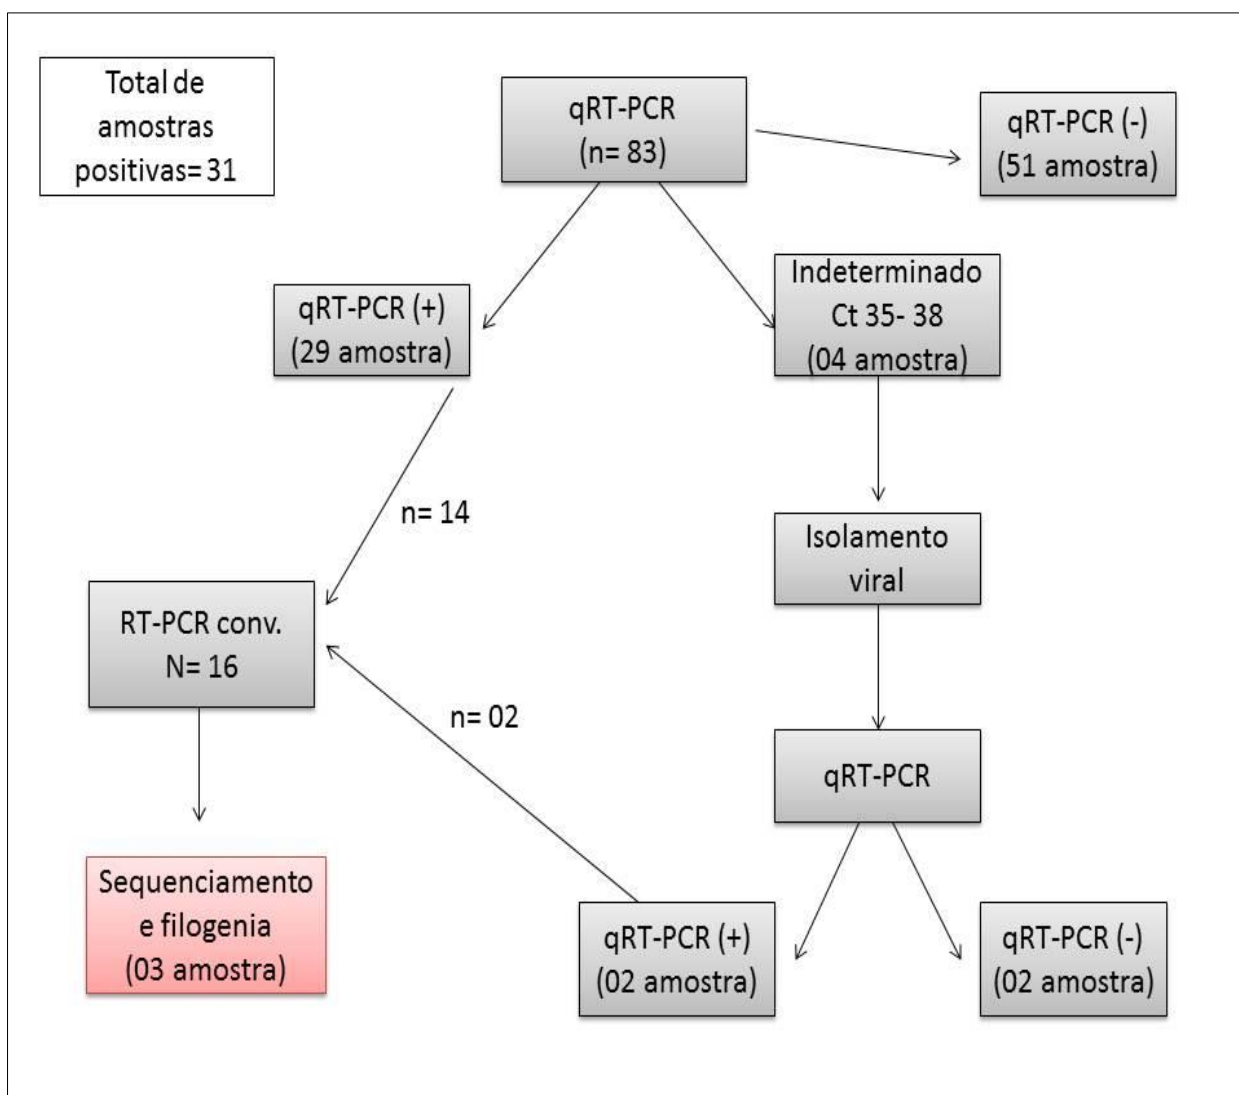 Total de
amostras
positivas= 31
qRT-PCR
(n= 83)
qRT-PCR (-)
(51 amostra)
qRT-PCR (+)
(29 amostra)
Indeterminado
Ct 35- 38
(04 amostra)
n= 14
Isolamento
viral
RT-PCR conv.
N= 16
n= 02
qRT-PCR
Sequenciamento
e filogenia
(03 amostra)
qRT-PCR (+)
(02 amostra)
qRT-PCR (-)
(02 amostra)